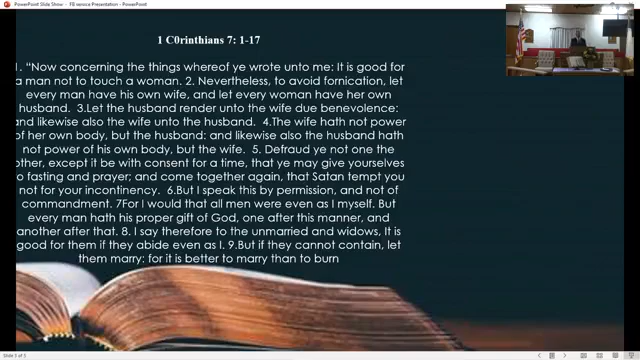 PowerPoint Slide Show - FB service Presentation - PowerPoint
1 C0rinthians 7: 1-17
1. “Now concerning the things whereof ye wrote unto me: It is good for
a man not to touch a woman. 2. Nevertheless, to avoid fornication, let
every man have his own wife, and let every woman have her own
husband. 3.Let the husband render unto the wife due benevolence:
and likewise also the wife unto the husband. 4.The wife hath not power
of her own body, but the husband: and likewise also the husband hath
not power of his own body, but the wife. 5. Defraud ye not one the
other, except it be with consent for a time, that ye may give yourselves
to fasting and prayer; and come together again, that Satan tempt you
not for your incontinency. 6.But I speak this by permission, and not of
commandment. 7For I would that all men were even as I myself. But
every man hath his proper gift of God, one after this manner, and
another after that. 8. I say therefore to the unmarried and widows, It is
good for them if they abide even as I. 9.But if they cannot contain, let
them marry: for it is better to marry than to burn
Slide 5 of 5